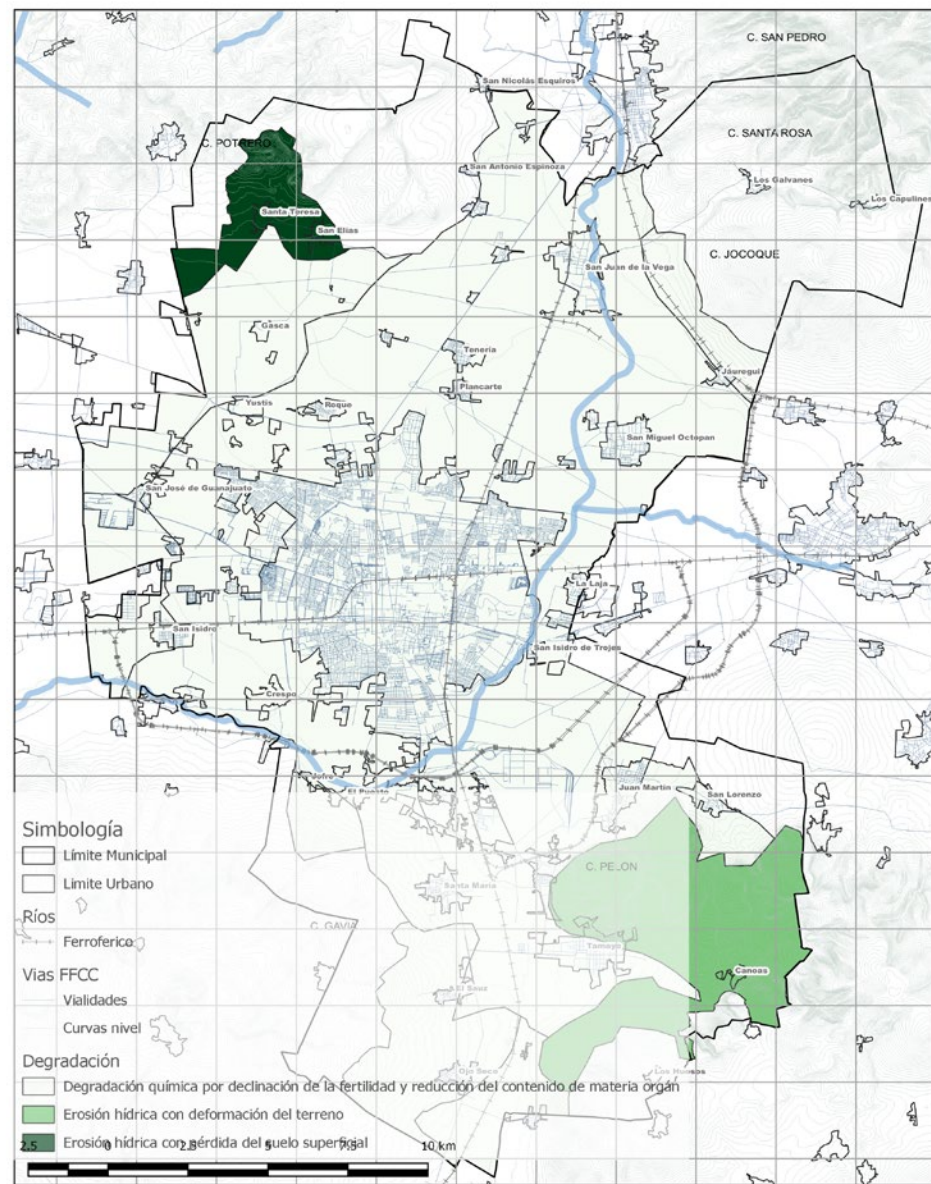 C. SAN PEDRO
San Nicolás Esquiros
C. POTRERO
C. SANTA ROSA
San Antonio Espinoza
Los Galvanes
Los Capulines
Santa Teresa
San Elías
C. JOCOQUE
San Juan de la Vega
Gasca
Tenería
Jáuregui
Plancarte
Yustis
Roque
San Miguel Octopan
San José de Guanajuato
La Laja
San Isidro
San Isidro de Trojes
Crespo
Jofre
El Puesto
Juan Martín
San Lorenzo
Simbología
Límite Municipal
Limite Urbano
Ríos
Ferroferico
Vias FFCC
Vialidades
Curvas nivel
Degradación
Degradación química por declinación de la fertilidad y reducción del contenido de materia orgán
Erosión hídrica con deformación del terreno
Erosión hídrica con pérdida del suelo superficial
C. PELON
Santa María
C. GAVIA
Tamayo
Canoas
El Sauz
Ojo Seco
Los Huesos
2.5 0 2.5 5 7.5 10 km